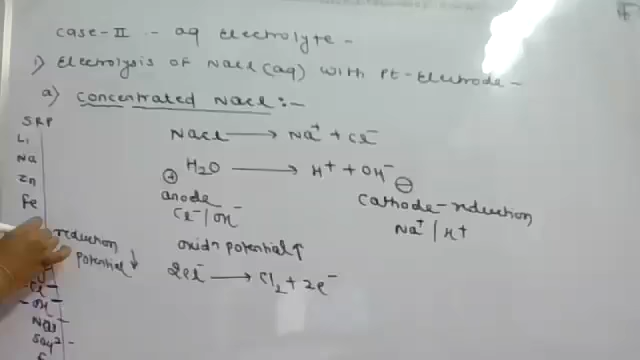 Case-II :- aq Electrolyte -
1) Electrolysis of NaCl(aq) with Pt-Electrode -
a) Concentrated NaCl :-
SRP
Li
Na
Zn
Fe
NaCl ⟶ Na⁺ + Cl⁻
H₂O ⟶ H⁺ + OH⁻
⊕ ⊖
anode Cathode-reduction
Cl⁻/OH⁻ Na⁺/H⁺
oxidn potential ↑
reduction
potential ↓
2Cl⁻ ⟶ Cl₂ + 2e⁻
-Cl⁻
-OH⁻